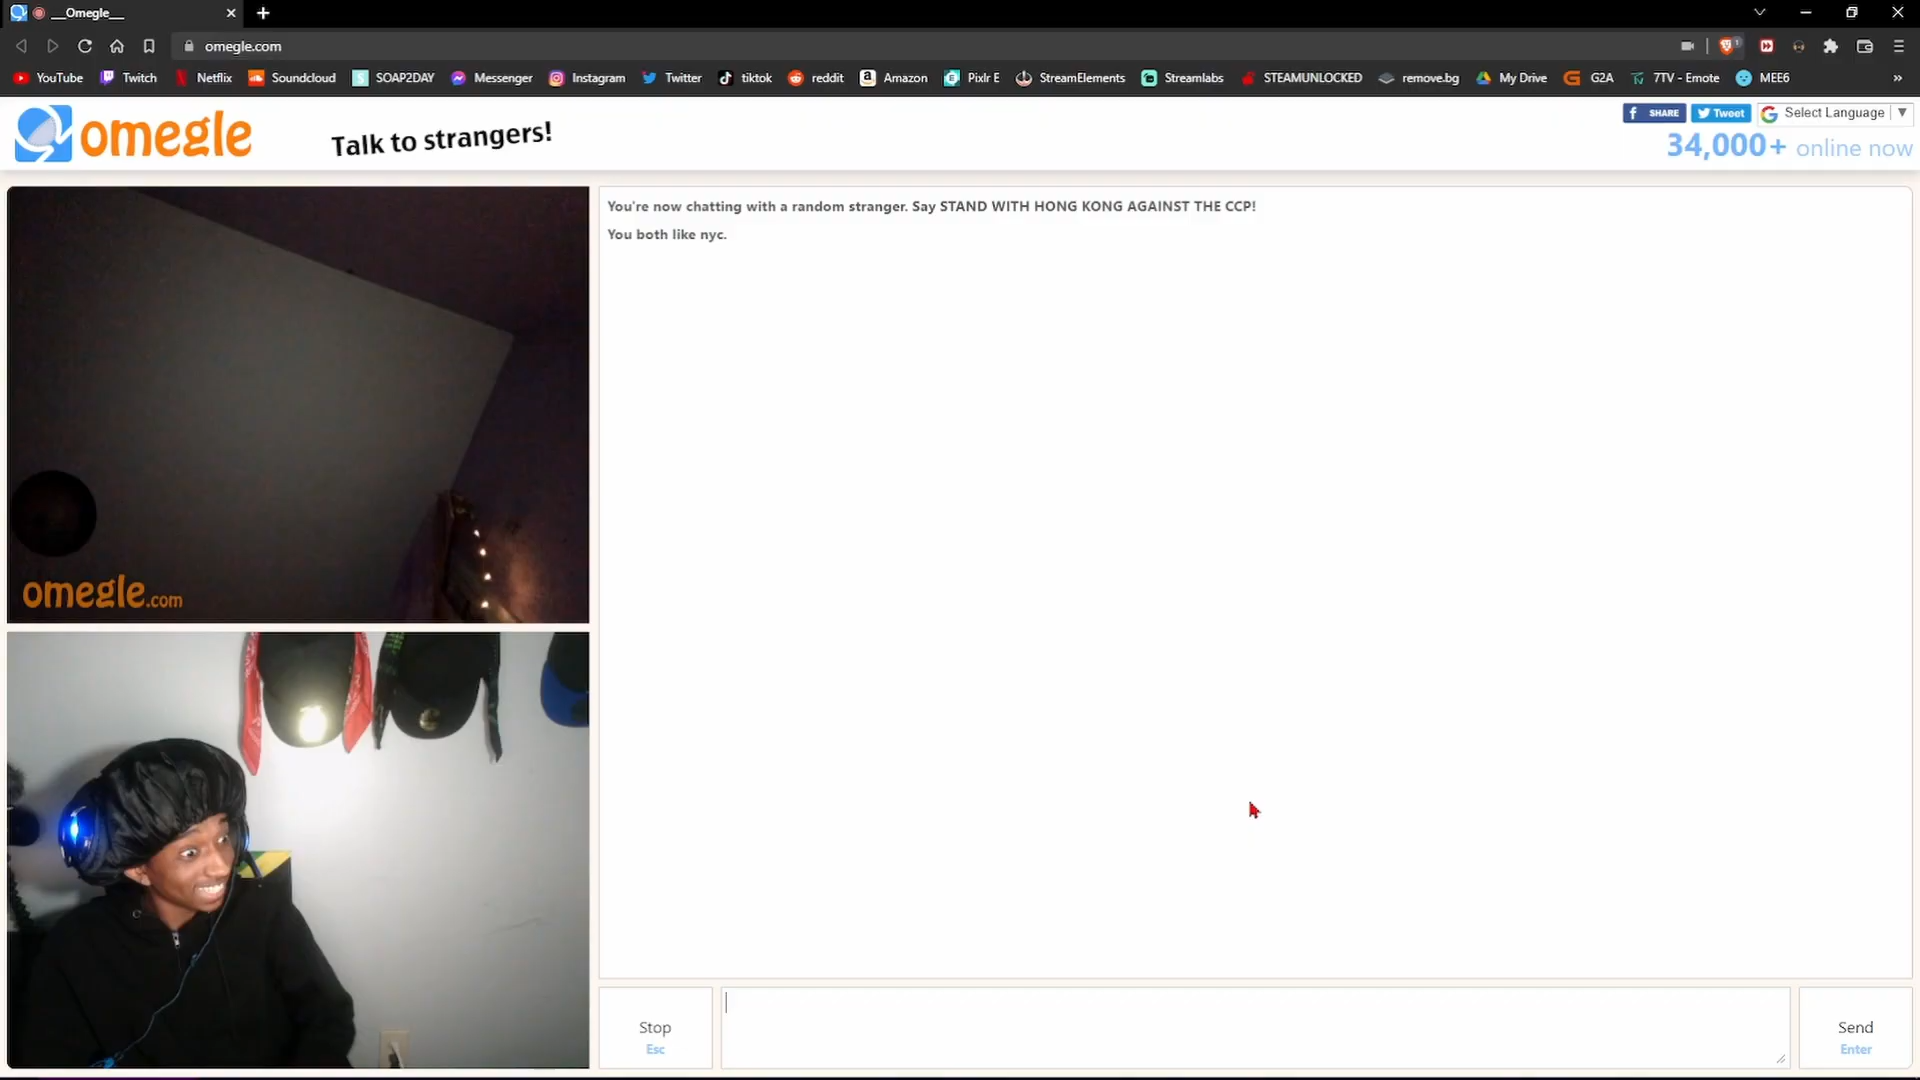 __Omegle__
omegle.com
YouTube Twitch Netflix Soundcloud SOAP2DAY Messenger Instagram Twitter tiktok reddit Amazon Pixlr E StreamElements Streamlabs STEAMUNLOCKED remove.bg My Drive G2A 7TV - Emote MEE6 »
omegle
Talk to strangers!
SHARE Tweet Select Language
34,000+ online now
You're now chatting with a random stranger. Say STAND WITH HONG KONG AGAINST THE CCP!
You both like nyc.
omegle.com
Stop
Esc
Send
Enter